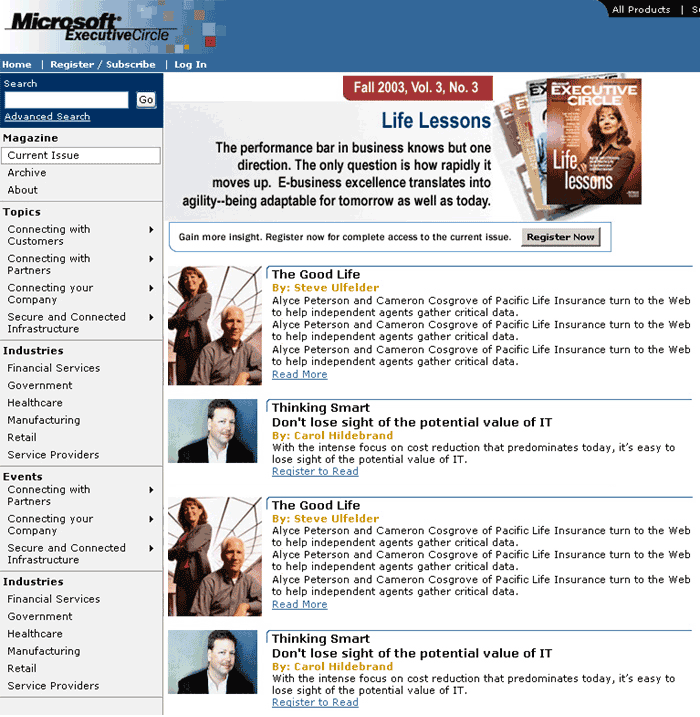 Microsoft®
ExecutiveCircle
All Products |
Home | Register / Subscribe | Log In
Search
Go
Advanced Search
Magazine
Current Issue
Archive
About
Topics
Connecting with
Customers
Connecting with
Partners
Connecting your
Company
Secure and Connected
Infrastructure
Industries
Financial Services
Government
Healthcare
Manufacturing
Retail
Service Providers
Events
Connecting with
Partners
Connecting your
Company
Secure and Connected
Infrastructure
Industries
Financial Services
Government
Healthcare
Manufacturing
Retail
Service Providers
Fall 2003, Vol. 3, No. 3
Life Lessons
The performance bar in business knows but one
direction. The only question is how rapidly it
moves up. E-business excellence translates into
agility--being adaptable for tomorrow as well as today.
EXECUTIVE
CIRCLE
Life
lessons
Gain more insight. Register now for complete access to the current issue. Register Now
The Good Life
By: Steve Ulfelder
Alyce Peterson and Cameron Cosgrove of Pacific Life Insurance turn to the Web
to help independent agents gather critical data.
Alyce Peterson and Cameron Cosgrove of Pacific Life Insurance turn to the Web
to help independent agents gather critical data.
Alyce Peterson and Cameron Cosgrove of Pacific Life Insurance turn to the Web
to help independent agents gather critical data.
Read More
Thinking Smart
Don't lose sight of the potential value of IT
By: Carol Hildebrand
With the intense focus on cost reduction that predominates today, it's easy to
lose sight of the potential value of IT.
Register to Read
The Good Life
By: Steve Ulfelder
Alyce Peterson and Cameron Cosgrove of Pacific Life Insurance turn to the Web
to help independent agents gather critical data.
Alyce Peterson and Cameron Cosgrove of Pacific Life Insurance turn to the Web
to help independent agents gather critical data.
Alyce Peterson and Cameron Cosgrove of Pacific Life Insurance turn to the Web
to help independent agents gather critical data.
Read More
Thinking Smart
Don't lose sight of the potential value of IT
By: Carol Hildebrand
With the intense focus on cost reduction that predominates today, it's easy to
lose sight of the potential value of IT.
Register to Read